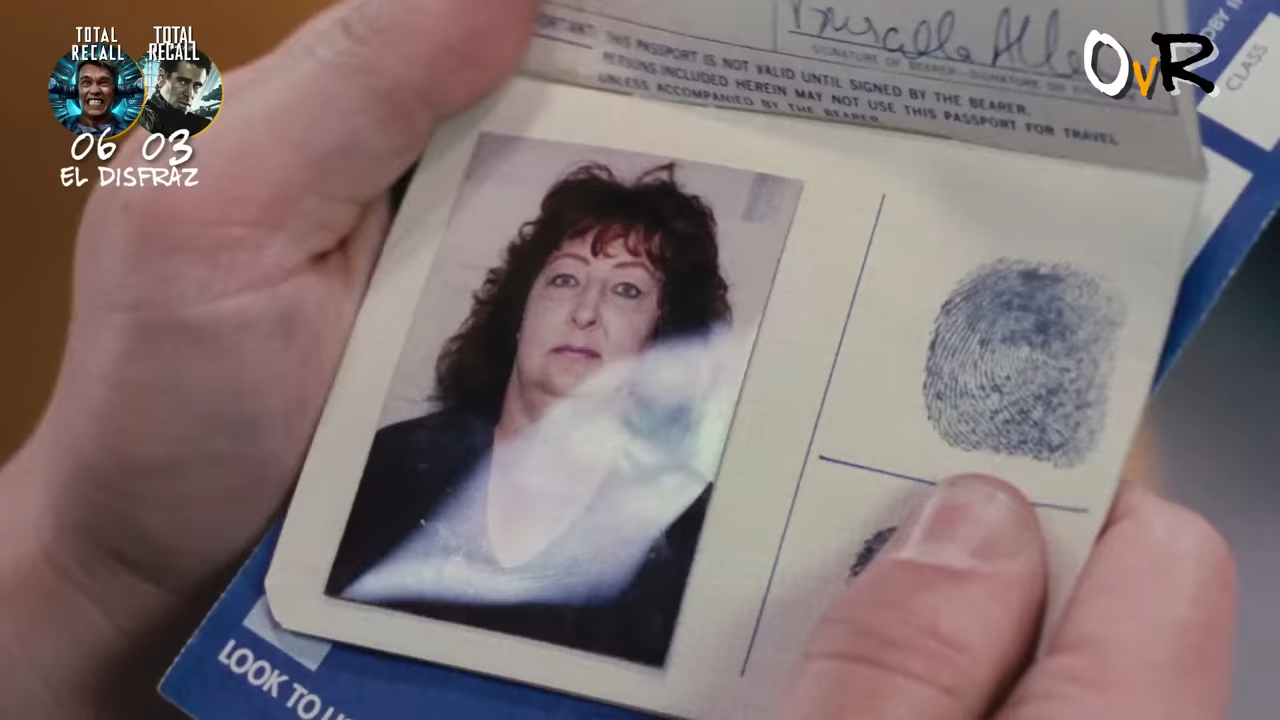 TOTAL RECALL
TOTAL RECALL
06 03
EL DISFRAZ
OvR
THIS PASSPORT IS NOT VALID UNTIL SIGNED BY THE BEARER.
PERSONS INCLUDED HEREIN MAY NOT USE THIS PASSPORT FOR TRAVEL
UNLESS ACCOMPANIED BY THE BEARER.
SIGNATURE OF BEARER
CLASS
LOOK TO